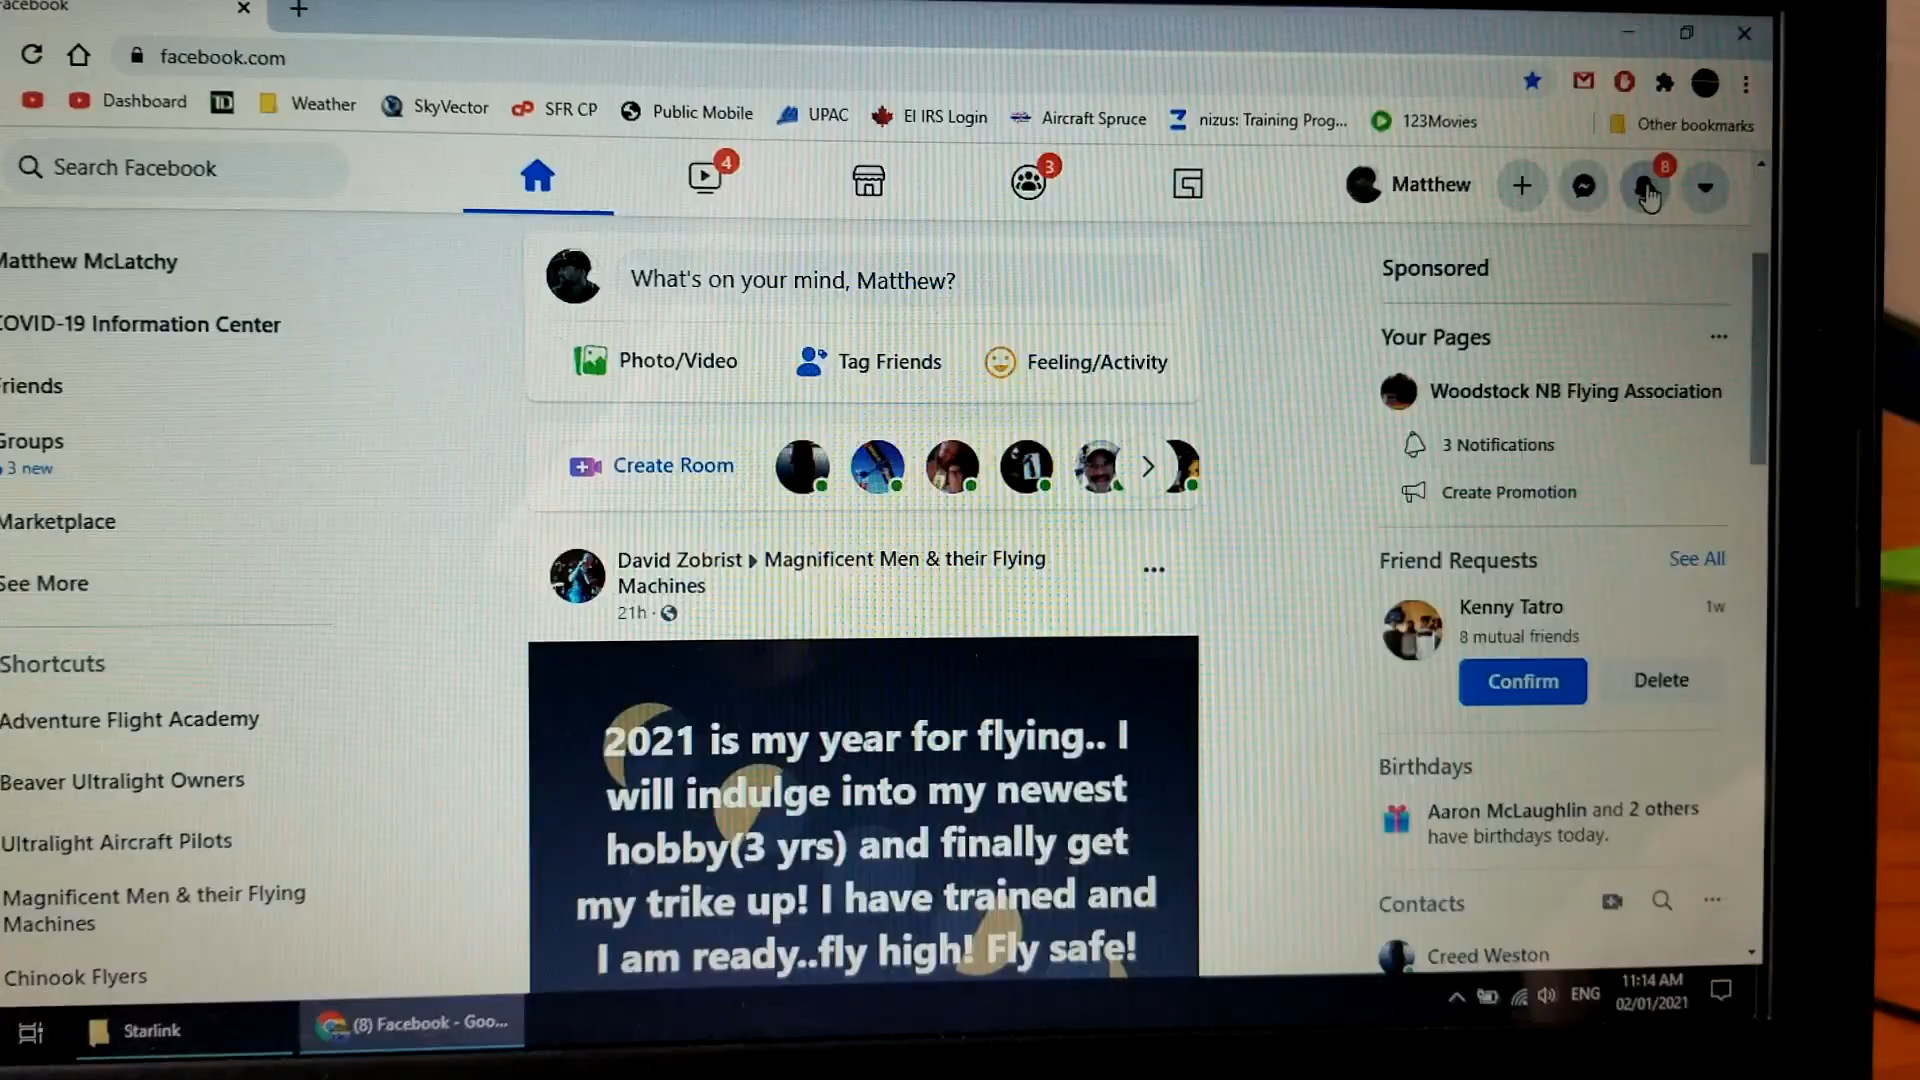 acebook
facebook.com
Dashboard
TD
Weather
SkyVector
SFR CP
Public Mobile
UPAC
EI IRS Login
Aircraft Spruce
nizus: Training Prog...
123Movies
Other bookmarks
Search Facebook
4
3
Matthew
8
Matthew McLatchy
COVID-19 Information Center
Friends
Groups
3 new
Marketplace
See More
Shortcuts
Adventure Flight Academy
Beaver Ultralight Owners
Ultralight Aircraft Pilots
Magnificent Men & their Flying
Machines
Chinook Flyers
What's on your mind, Matthew?
Photo/Video
Tag Friends
Feeling/Activity
Create Room
David Zobrist ▸ Magnificent Men & their Flying
Machines
21h ·
2021 is my year for flying.. I
will indulge into my newest
hobby(3 yrs) and finally get
my trike up! I have trained and
I am ready..fly high! Fly safe!
Sponsored
Your Pages
Woodstock NB Flying Association
3 Notifications
Create Promotion
Friend Requests
See All
Kenny Tatro
1w
8 mutual friends
Confirm
Delete
Birthdays
Aaron McLaughlin and 2 others
have birthdays today.
Contacts
Creed Weston
Starlink
(8) Facebook - Goo...
ENG
11:14 AM
02/01/2021